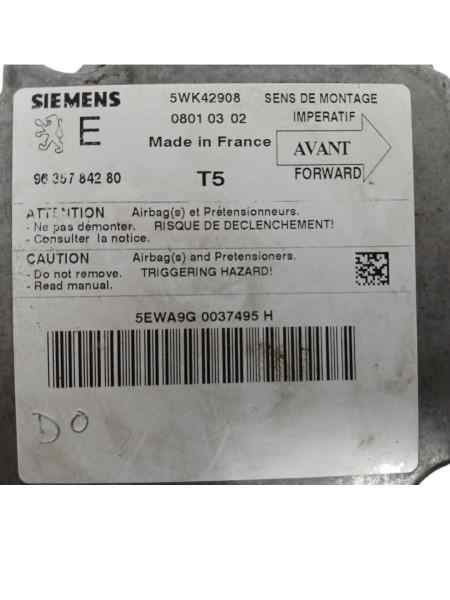 SIEMENS 5WK42908 SENS DE MONTAGE
E 0801 03 02 IMPERATIF
Made in France AVANT
96 357 842 80 T5 FORWARD
ATTENTION Airbag(s) et Prétensionneurs.
- Ne pas démonter. RISQUE DE DECLENCHEMENT!
- Consulter la notice.
CAUTION Airbag(s) and Pretensioners.
- Do not remove. TRIGGERING HAZARD!
- Read manual.
5EWA9G 0037495 H
DO